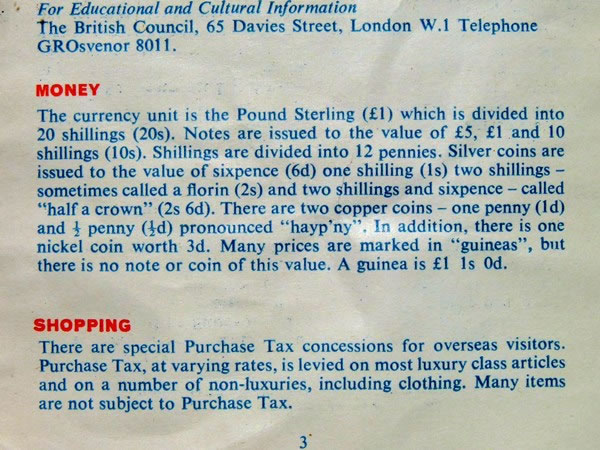 For Educational and Cultural Information
The British Council, 65 Davies Street, London W.1 Telephone
GROsvenor 8011.
MONEY
The currency unit is the Pound Sterling (£1) which is divided into
20 shillings (20s). Notes are issued to the value of £5, £1 and 10
shillings (10s). Shillings are divided into 12 pennies. Silver coins are
issued to the value of sixpence (6d) one shilling (1s) two shillings –
sometimes called a florin (2s) and two shillings and sixpence – called
"half a crown" (2s 6d). There are two copper coins – one penny (1d)
and ½ penny (½d) pronounced "hayp'ny". In addition, there is one
nickel coin worth 3d. Many prices are marked in "guineas", but
there is no note or coin of this value. A guinea is £1 1s 0d.
SHOPPING
There are special Purchase Tax concessions for overseas visitors.
Purchase Tax, at varying rates, is levied on most luxury class articles
and on a number of non-luxuries, including clothing. Many items
are not subject to Purchase Tax.
3